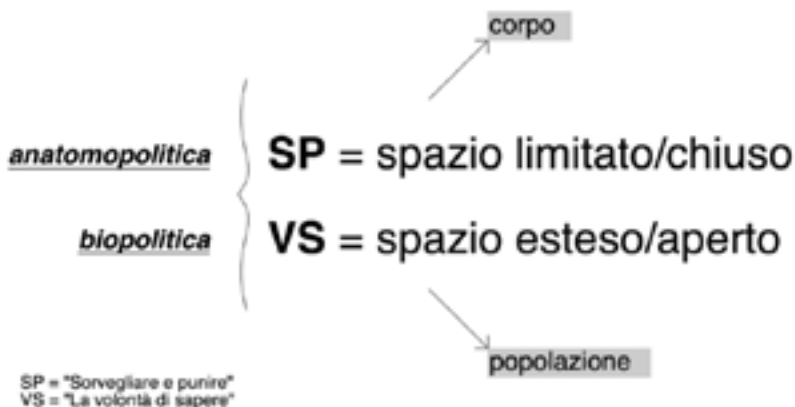 corpo
anatomopolitica SP = spazio limitato/chiuso
biopolitica VS = spazio esteso/aperto
popolazione
SP = "Sorvegliare e punire"
VS = "La volontà di sapere"